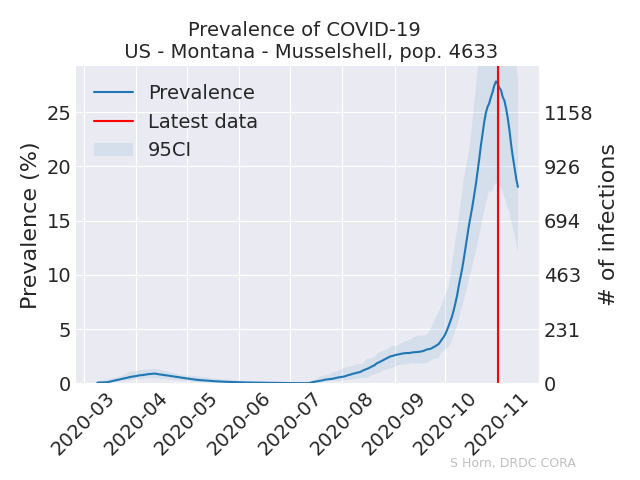 Prevalence of COVID-19
US - Montana - Musselshell, pop. 4633
Prevalence
Latest data
95CI
Prevalence (%)
25
20
15
10
5
0
1158
926
694
463
231
0
# of infections
2020-03
2020-04
2020-05
2020-06
2020-07
2020-08
2020-09
2020-10
2020-11
S Horn, DRDC CORA